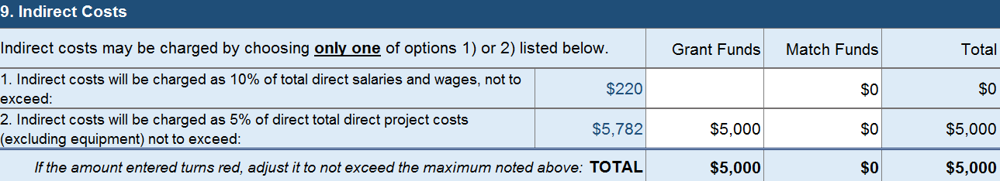 9. Indirect Costs
Indirect costs may be charged by choosing only one of options 1) or 2) listed below. Grant Funds Match Funds Total
1. Indirect costs will be charged as 10% of total direct salaries and wages, not to
exceed: $220 $0 $0
2. Indirect costs will be charged as 5% of direct total direct project costs
(excluding equipment) not to exceed: $5,782 $5,000 $0 $5,000
If the amount entered turns red, adjust it to not exceed the maximum noted above: TOTAL $5,000 $0 $5,000